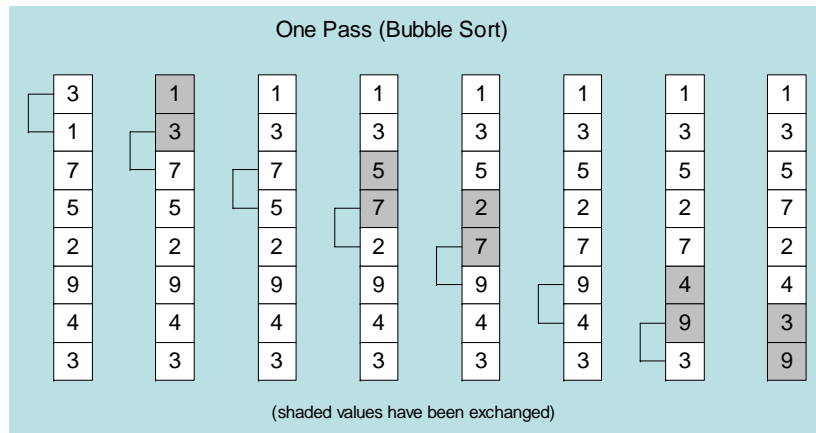 One Pass (Bubble Sort)
3 1 1 1 1 1 1 1
1 3 3 3 3 3 3 3
7 7 7 5 5 5 5 5
5 5 5 7 2 2 2 7
2 2 2 2 7 7 7 2
9 9 9 9 9 9 4 4
4 4 4 4 4 4 9 3
3 3 3 3 3 3 3 9
(shaded values have been exchanged)